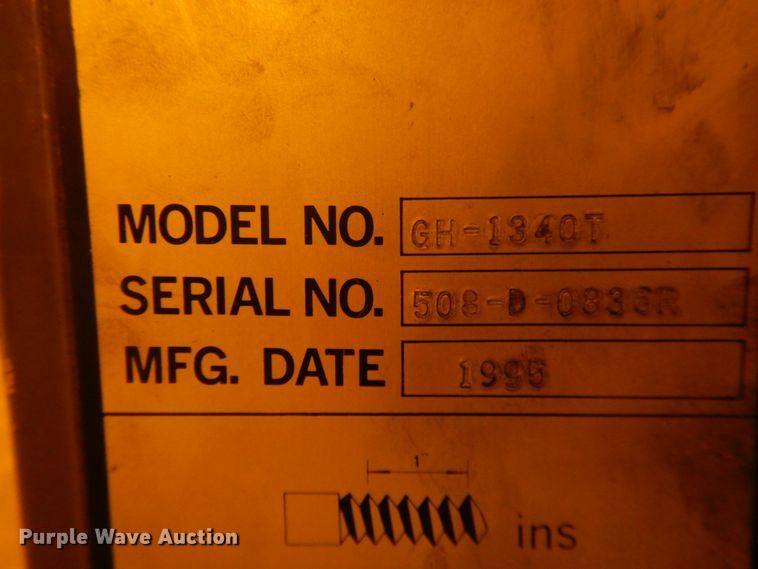 MODEL NO. GH-1340T
SERIAL NO. 508-D-0836R
MFG. DATE 1995
1"
ins
Purple Wave Auction